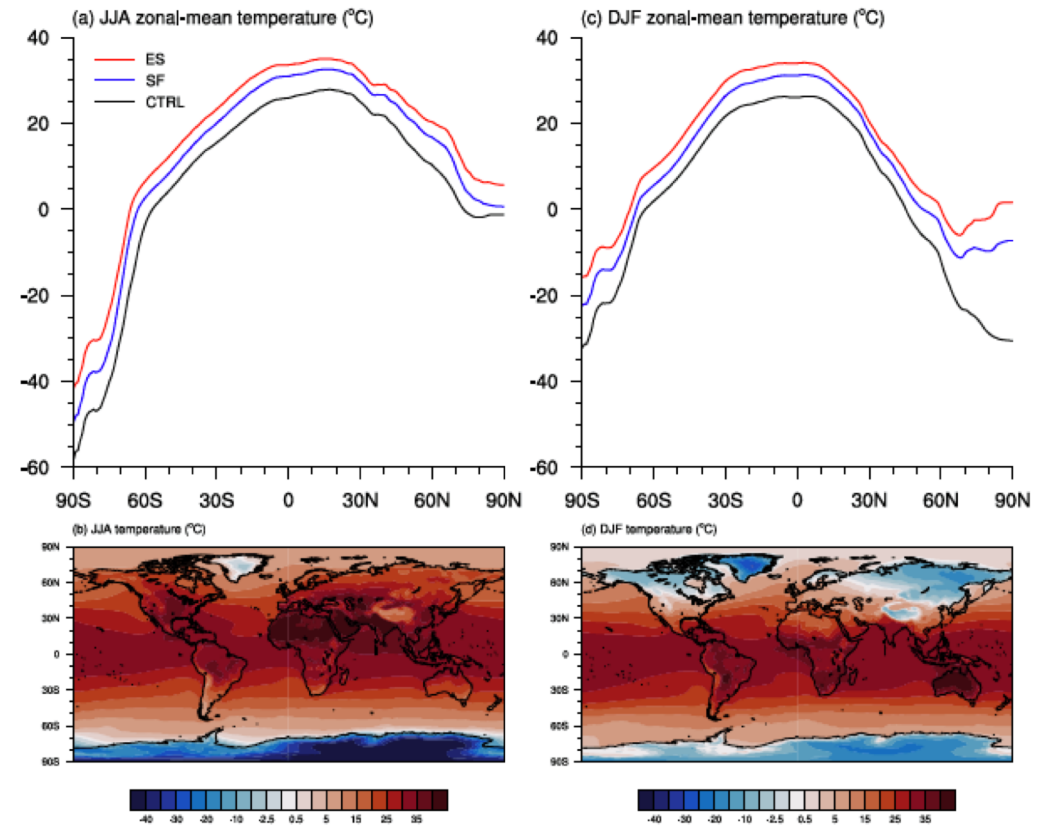 (a) JJA zonal-mean temperature (°C)
40
20
0
-20
-40
-60
ES
SF
CTRL
90S 60S 30S 0 30N 60N 90N
(b) JJA temperature (°C)
90N
60N
30N
0
30S
60S
90S
-40 -30 -20 -10 -2.5 0.5 5 15 25 35
(c) DJF zonal-mean temperature (°C)
40
20
0
-20
-40
-60
90S 60S 30S 0 30N 60N 90N
(d) DJF temperature (°C)
90N
60N
30N
0
30S
60S
90S
-40 -30 -20 -10 -2.5 0.5 5 15 25 35